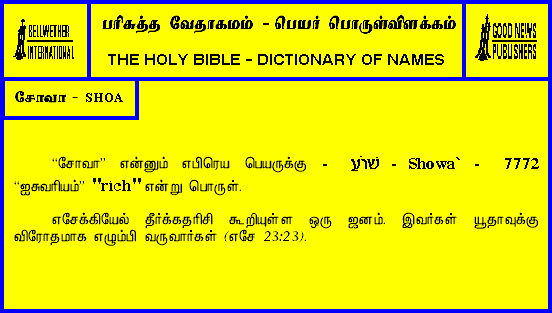 BELLWETHER
INTERNATIONAL
பரிசுத்த வேதாகமம் - பெயர் பொருள்விளக்கம்
THE HOLY BIBLE - DICTIONARY OF NAMES
GOOD NEWS
PUBLISHERS
சோவா - SHOA
“சோவா” என்னும் எபிரெய பெயருக்கு - שׁוֹעַ - Showa` - 7772
“ஐசுவரியம்” "rich" என்று பொருள்.
எசேக்கியேல் தீர்க்கதரிசி கூறியுள்ள ஒரு ஜனம். இவர்கள் யூதாவுக்கு
விரோதமாக எழும்பி வருவார்கள் (எசே 23:23).